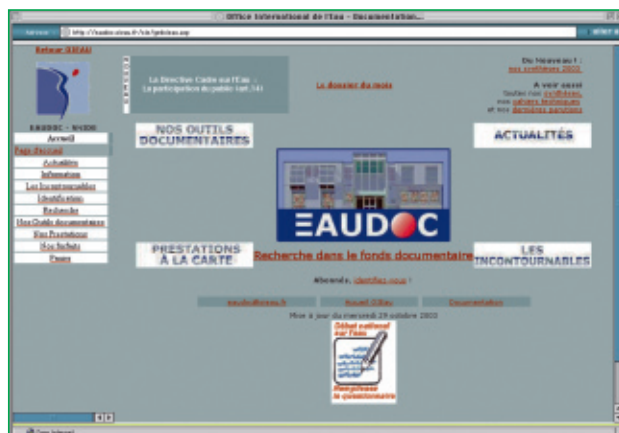 Office International de l'Eau - Documentation...
Retour OIEAU
La Directive Cadre sur l'Eau -
La participation du public (art.14)
Le dossier du mois
Du Nouveau ! :
nos synthèses 2003
A voir aussi
toutes nos synthèses,
nos cahiers techniques
et nos dernières parutions
EAUDOC
Accueil
Page d'accueil
Actualités
Information
Les Incontournables
Identification
Recherche
Nos Outils documentaires
Nos Prestations
Nos Achats
Panier
NOS OUTILS
DOCUMENTAIRES
ACTUALITÉS
EAUDOC
PRESTATIONS
À LA CARTE
Recherche dans le fonds documentaire
LES
INCONTOURNABLES
Abonné, identifiez-nous !
eaudoc@oieau.fr
Accueil OIEau
Documentation
Mise à jour du mercredi 29 octobre 2003
Débat national
sur l'eau
Remplissez
le questionnaire